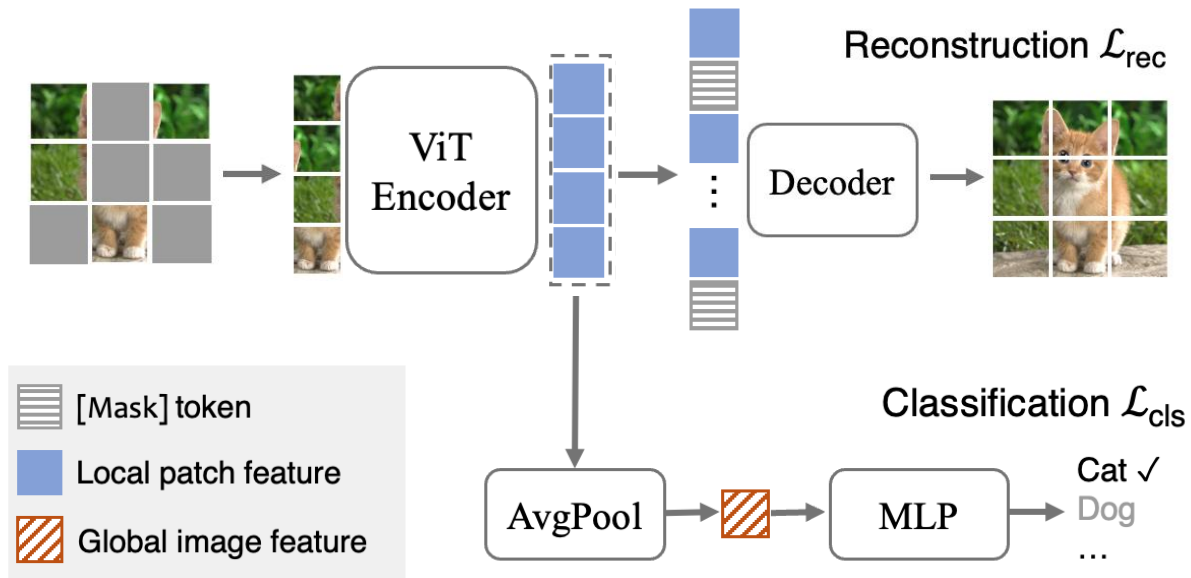 Reconstruction ℒrec
ViT
Encoder
Decoder
[Mask] token
Local patch feature
Global image feature
Classification ℒcls
AvgPool
MLP
Cat ✓
Dog
...